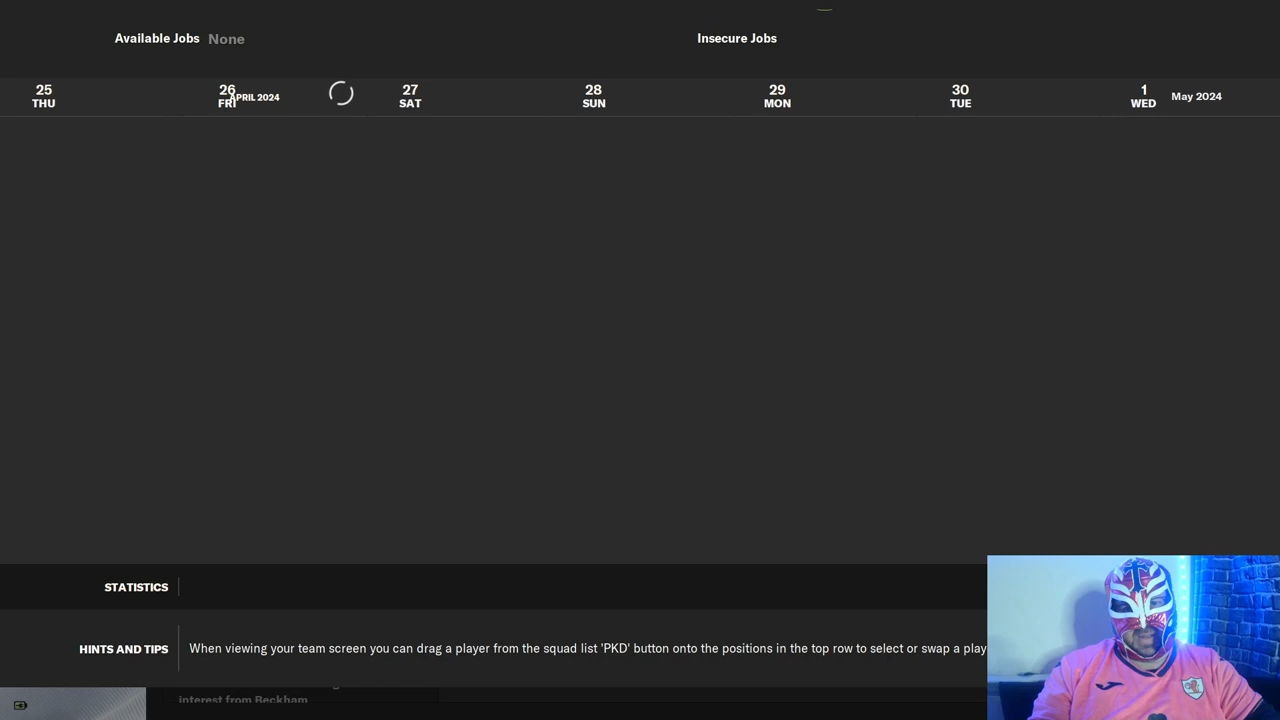 Available Jobs None
Insecure Jobs
25 THU
26 FRI
APRIL 2024
27 SAT
28 SUN
29 MON
30 TUE
1 WED
May 2024
STATISTICS
HINTS AND TIPS
When viewing your team screen you can drag a player from the squad list 'PKD' button onto the positions in the top row to select or swap a play
interest from Beckham